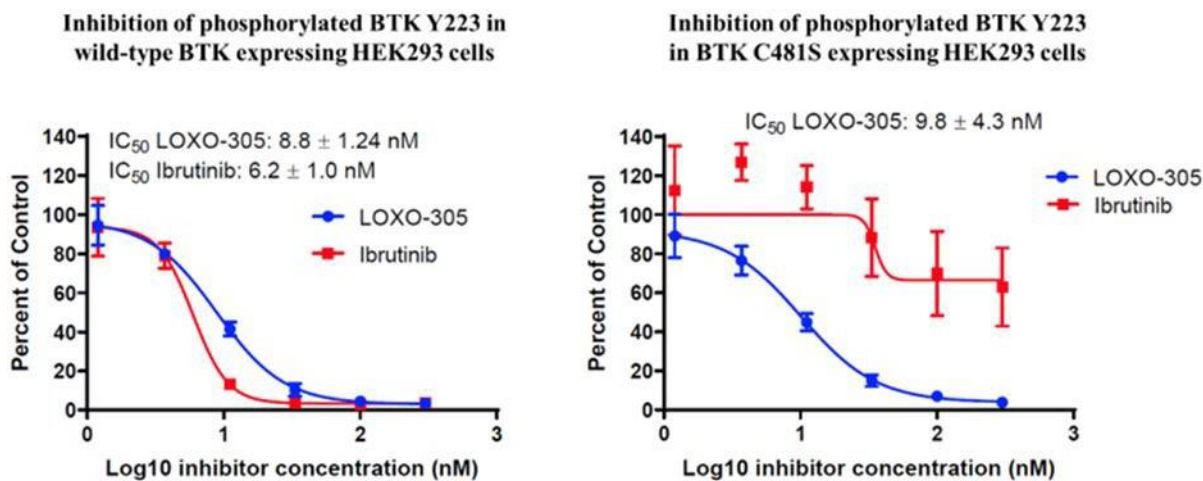 Inhibition of phosphorylated BTK Y223 in
wild-type BTK expressing HEK293 cells
IC50 LOXO-305: 8.8 ± 1.24 nM
IC50 Ibrutinib: 6.2 ± 1.0 nM
LOXO-305
Ibrutinib
Percent of Control
140
120
100
80
60
40
20
0
0 1 2 3
Log10 inhibitor concentration (nM)
Inhibition of phosphorylated BTK Y223
in BTK C481S expressing HEK293 cells
IC50 LOXO-305: 9.8 ± 4.3 nM
LOXO-305
Ibrutinib
Percent of Control
140
120
100
80
60
40
20
0
0 1 2 3
Log10 inhibitor concentration (nM)